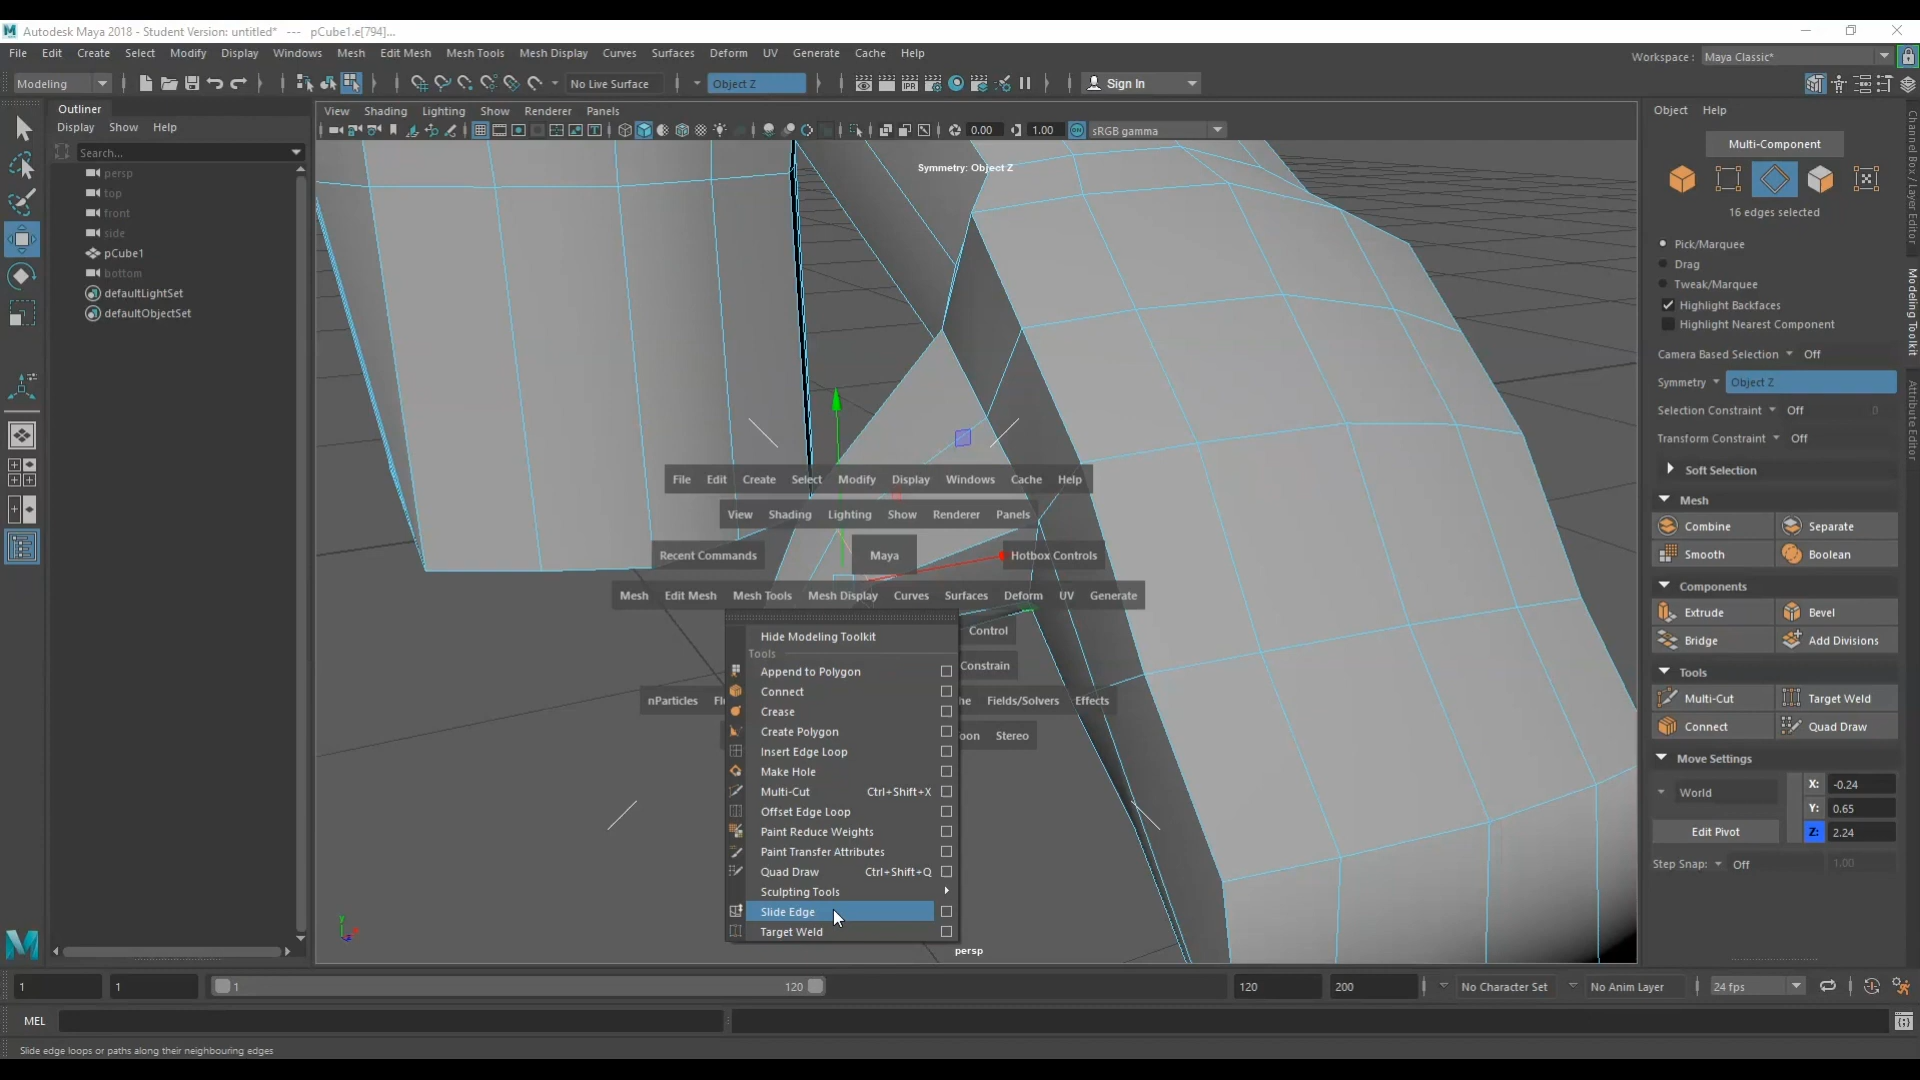 Autodesk Maya 2018 - Student Version: untitled* --- pCube1.e[794]...
File Edit Create Select Modify Display Windows Mesh Edit Mesh Mesh Tools Mesh Display Curves Surfaces Deform UV Generate Cache Help
Workspace : Maya Classic*
Modeling No Live Surface Object Z Sign In
Outliner
Display Show Help
Search...
persp
top
front
side
pCube1
bottom
defaultLightSet
defaultObjectSet
View Shading Lighting Show Renderer Panels
0.00 1.00 sRGB gamma
Symmetry: Object Z
File Edit Create Select Modify Display Windows Cache Help
View Shading Lighting Show Renderer Panels
Recent Commands Maya Hotbox Controls
Mesh Edit Mesh Mesh Tools Mesh Display Curves Surfaces Deform UV Generate
Control
Constrain
nParticles Fl he Fields/Solvers Effects
oon Stereo
Hide Modeling Toolkit
Tools
Append to Polygon
Connect
Crease
Create Polygon
Insert Edge Loop
Make Hole
Multi-Cut Ctrl+Shift+X
Offset Edge Loop
Paint Reduce Weights
Paint Transfer Attributes
Quad Draw Ctrl+Shift+Q
Sculpting Tools
Slide Edge
Target Weld
persp
Object Help
Multi-Component
16 edges selected
Pick/Marquee
Drag
Tweak/Marquee
Highlight Backfaces
Highlight Nearest Component
Camera Based Selection Off
Symmetry Object Z
Selection Constraint Off 0
Transform Constraint Off
Soft Selection
Mesh
Combine Separate
Smooth Boolean
Components
Extrude Bevel
Bridge Add Divisions
Tools
Multi-Cut Target Weld
Connect Quad Draw
Move Settings
World
X: -0.24
Y: 0.65
Edit Pivot Z: 2.24
Step Snap: Off 1.00
Channel Box / Layer Editor
Modeling Toolkit
Attribute Editor
1 1 1 120 120 200 No Character Set No Anim Layer 24 fps
MEL
Slide edge loops or paths along their neighbouring edges